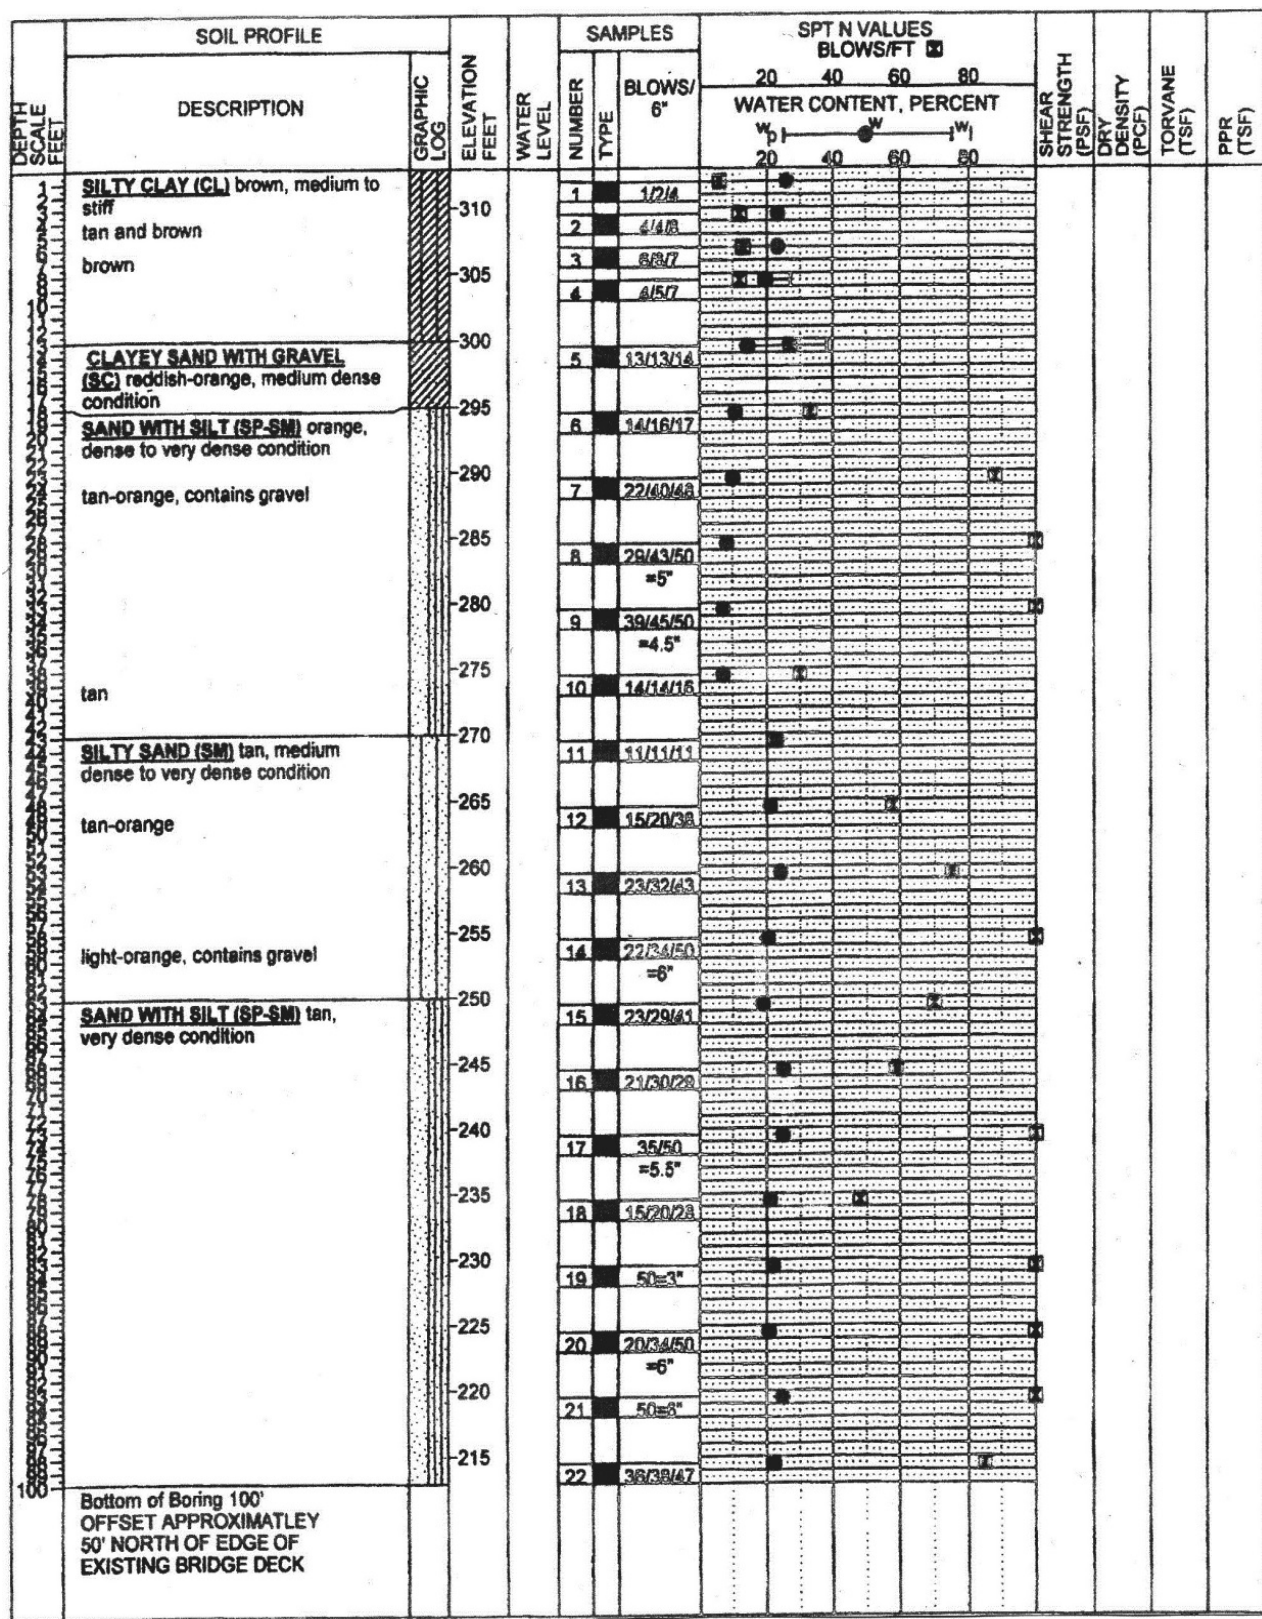 SOIL PROFILE
SAMPLES
SPT N VALUES
BLOWS/FT
20 40 60 80
WATER CONTENT, PERCENT
Wp W Wl
20 40 60 80
DEPTH SCALE FEET
DESCRIPTION
GRAPHIC LOG
ELEVATION FEET
WATER LEVEL
NUMBER
TYPE
BLOWS/
6"
SHEAR STRENGTH (PSF)
DRY DENSITY (PCF)
TORVANE (TSF)
PPR (TSF)
SILTY CLAY (CL) brown, medium to
stiff
1 1/2/4
310
tan and brown
2 4/4/8
brown
3 6/6/7
305
4 4/5/7
300
CLAYEY SAND WITH GRAVEL
5 13/13/14
(SC) reddish-orange, medium dense
condition
295
SAND WITH SILT (SP-SM) orange,
6 14/16/17
dense to very dense condition
290
tan-orange, contains gravel
7 22/40/48
285
8 29/43/50
=5"
280
9 39/45/50
=4.5"
275
tan
10 14/14/16
270
SILTY SAND (SM) tan, medium
11 11/11/11
dense to very dense condition
265
tan-orange
12 15/20/38
260
13 23/32/43
255
light-orange, contains gravel
14 22/34/50
=6"
250
SAND WITH SILT (SP-SM) tan,
15 23/29/41
very dense condition
245
16 21/30/29
240
17 35/50
=5.5"
235
18 15/20/28
230
19 50=3"
225
20 20/34/50
=6"
220
21 50=6"
215
22 38/38/47
100
Bottom of Boring 100'
OFFSET APPROXIMATLEY
50' NORTH OF EDGE OF
EXISTING BRIDGE DECK